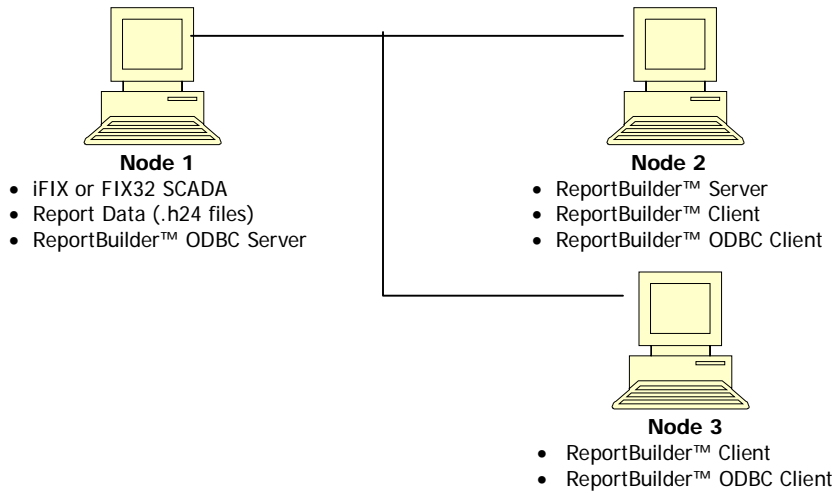 Node 1
• iFIX or FIX32 SCADA
• Report Data (.h24 files)
• ReportBuilder™ ODBC Server
Node 2
• ReportBuilder™ Server
• ReportBuilder™ Client
• ReportBuilder™ ODBC Client
Node 3
• ReportBuilder™ Client
• ReportBuilder™ ODBC Client